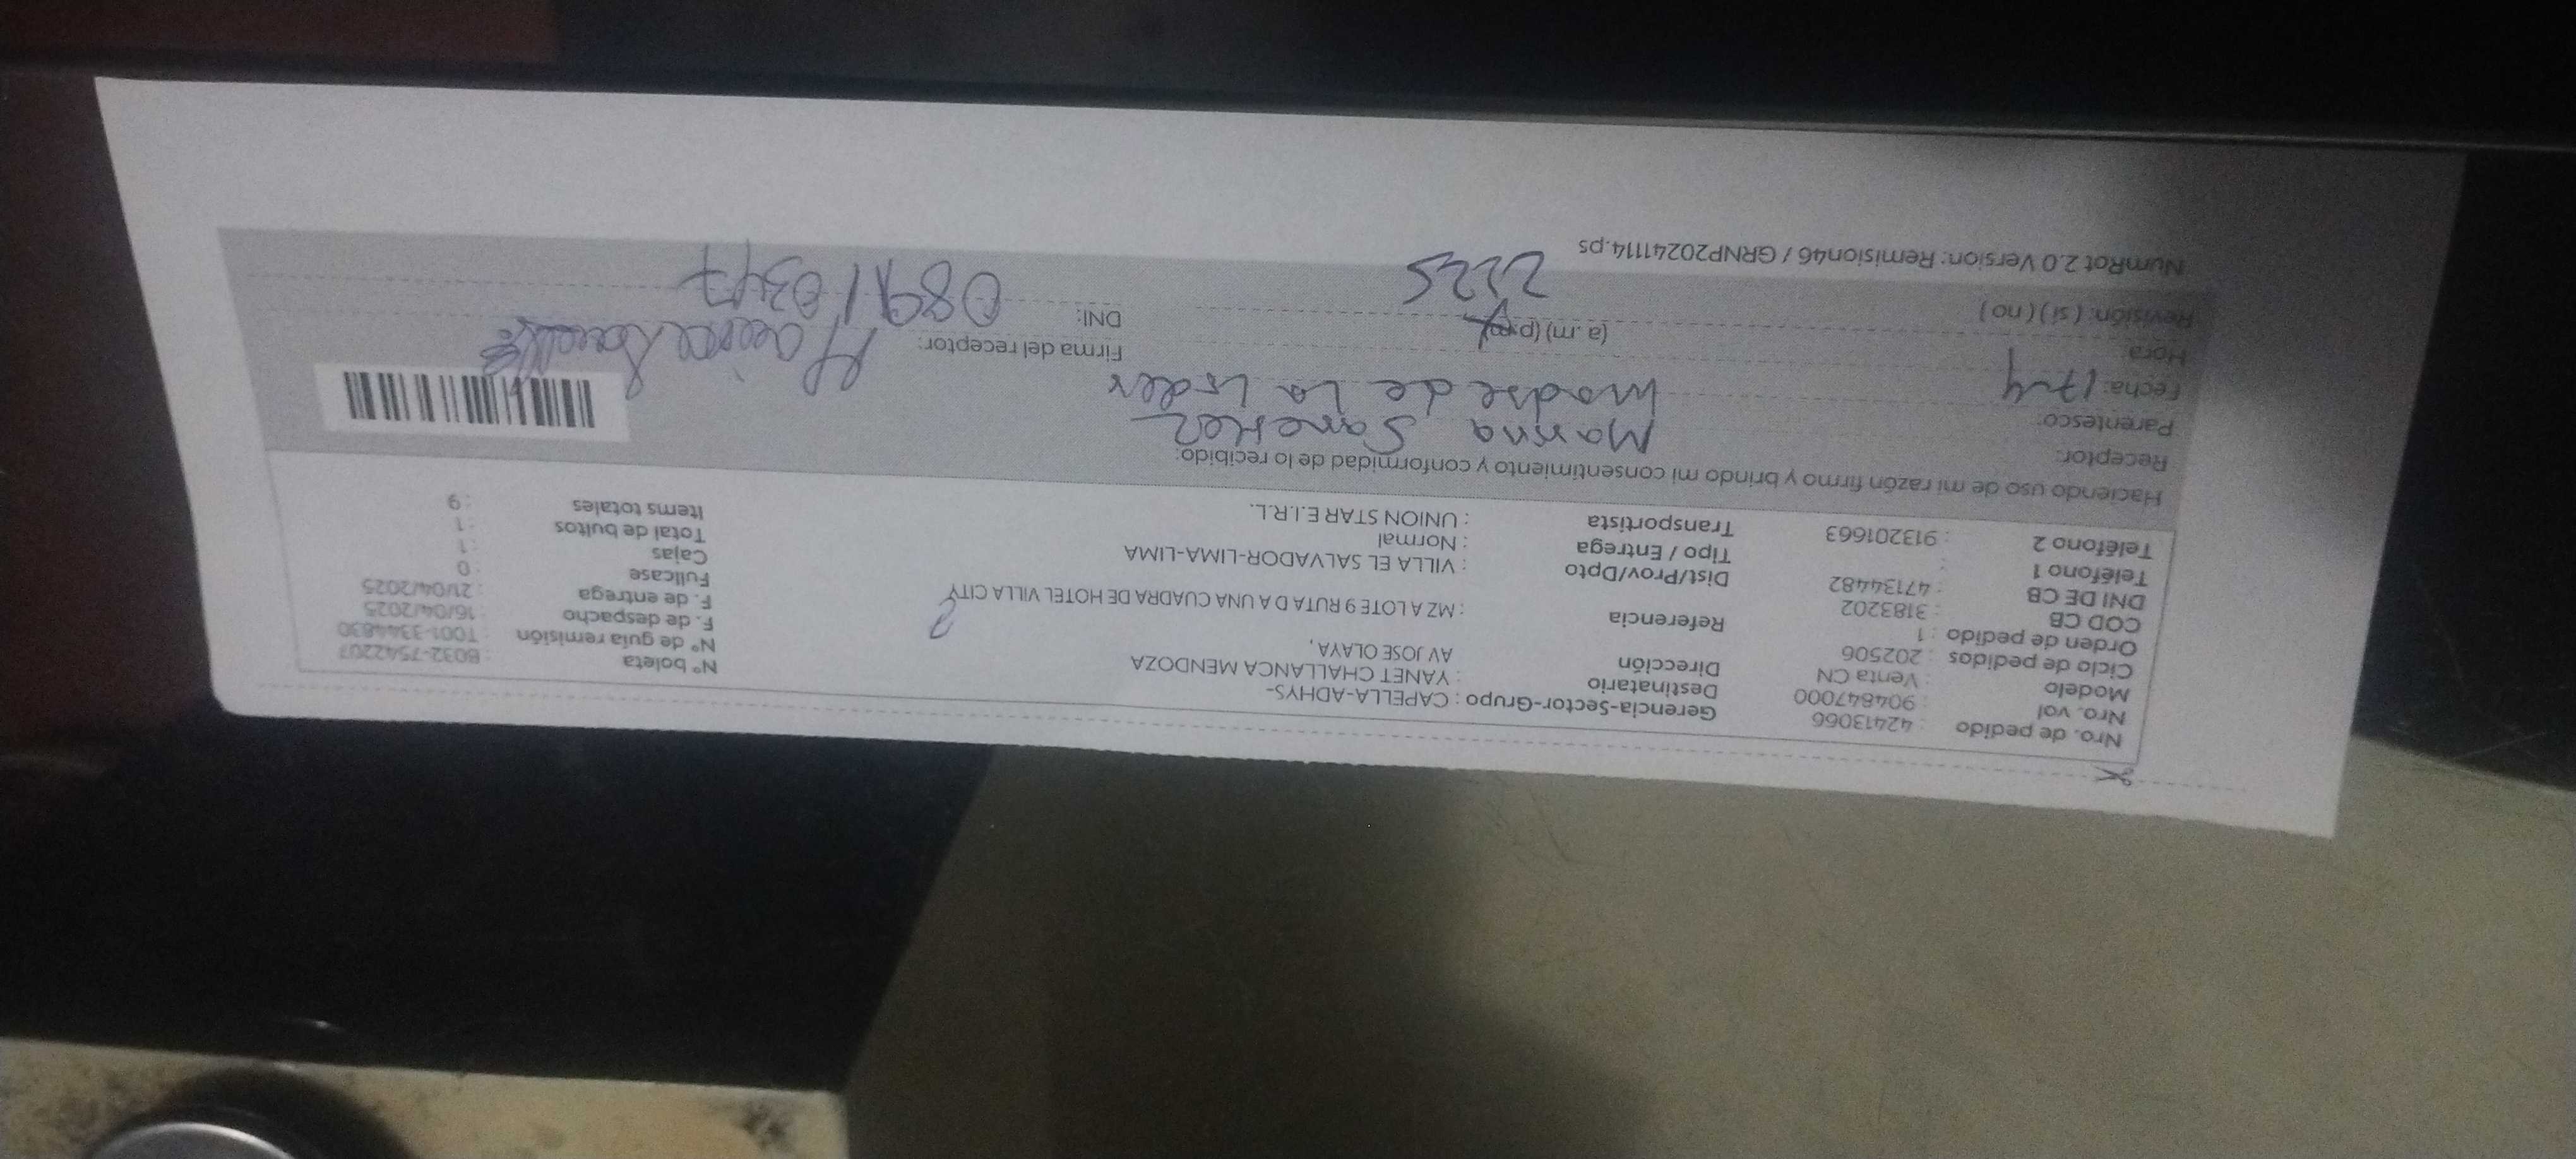 Nro. de pedido : 42413066
Nro. vol : 904847000
Modelo : Venta CN
Ciclo de pedidos : 202506
Orden de pedido : 1
COD CB : 3183202
DNI DE CB : 47134482
Teléfono 1 :
Teléfono 2 : 913201663
Gerencia-Sector-Grupo : CAPELLA-ADHYS-
Destinatario : YANET CHALLANCA MENDOZA
Dirección AV JOSE OLAYA,
Referencia : MZ A LOTE 9 RUTA D A UNA CUADRA DE HOTEL VILLA CITY
Dist/Prov/Dpto : VILLA EL SALVADOR-LIMA-LIMA
Tipo / Entrega : Normal
Transportista : UNION STAR E.I.R.L.
N° boleta : B032-7542207
N° de guía remisión : T001-3344830
F. de despacho : 16/04/2025
F. de entrega : 21/04/2025
Fullcase : 0
Cajas : 1
Total de bultos : 1
Items totales : 9
Haciendo uso de mi razón firmo y brindo mi consentimiento y conformidad de lo recibido:
Receptor: Marina Sanchez
Parentesco: Madre de La Lider
Fecha: 17-4
Hora (a.m) (p.m)
Revisión: ( si ) ( no ) 2225
Firma del receptor:
DNI: 08910347
NumRot 2.0 Version: Remision46 / GRNP20241114.ps